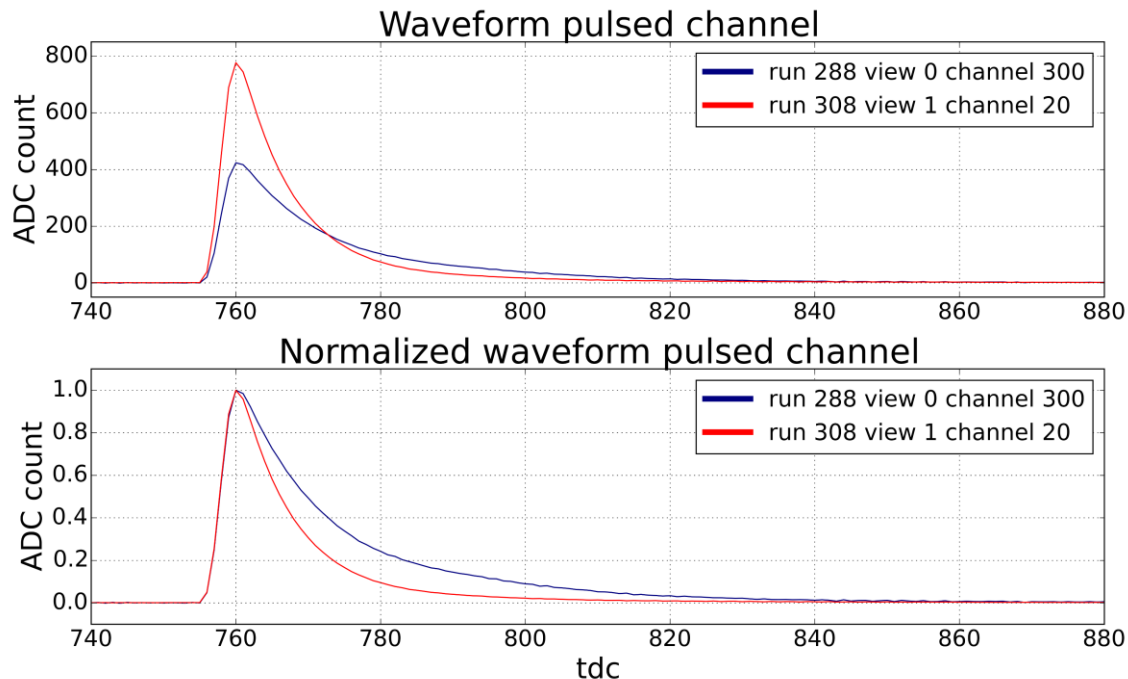 Waveform pulsed channel
800
600
400
200
0
ADC count
run 288 view 0 channel 300
run 308 view 1 channel 20
740 760 780 800 820 840 860 880
Normalized waveform pulsed channel
1.0
0.8
0.6
0.4
0.2
0.0
ADC count
run 288 view 0 channel 300
run 308 view 1 channel 20
740 760 780 800 820 840 860 880
tdc